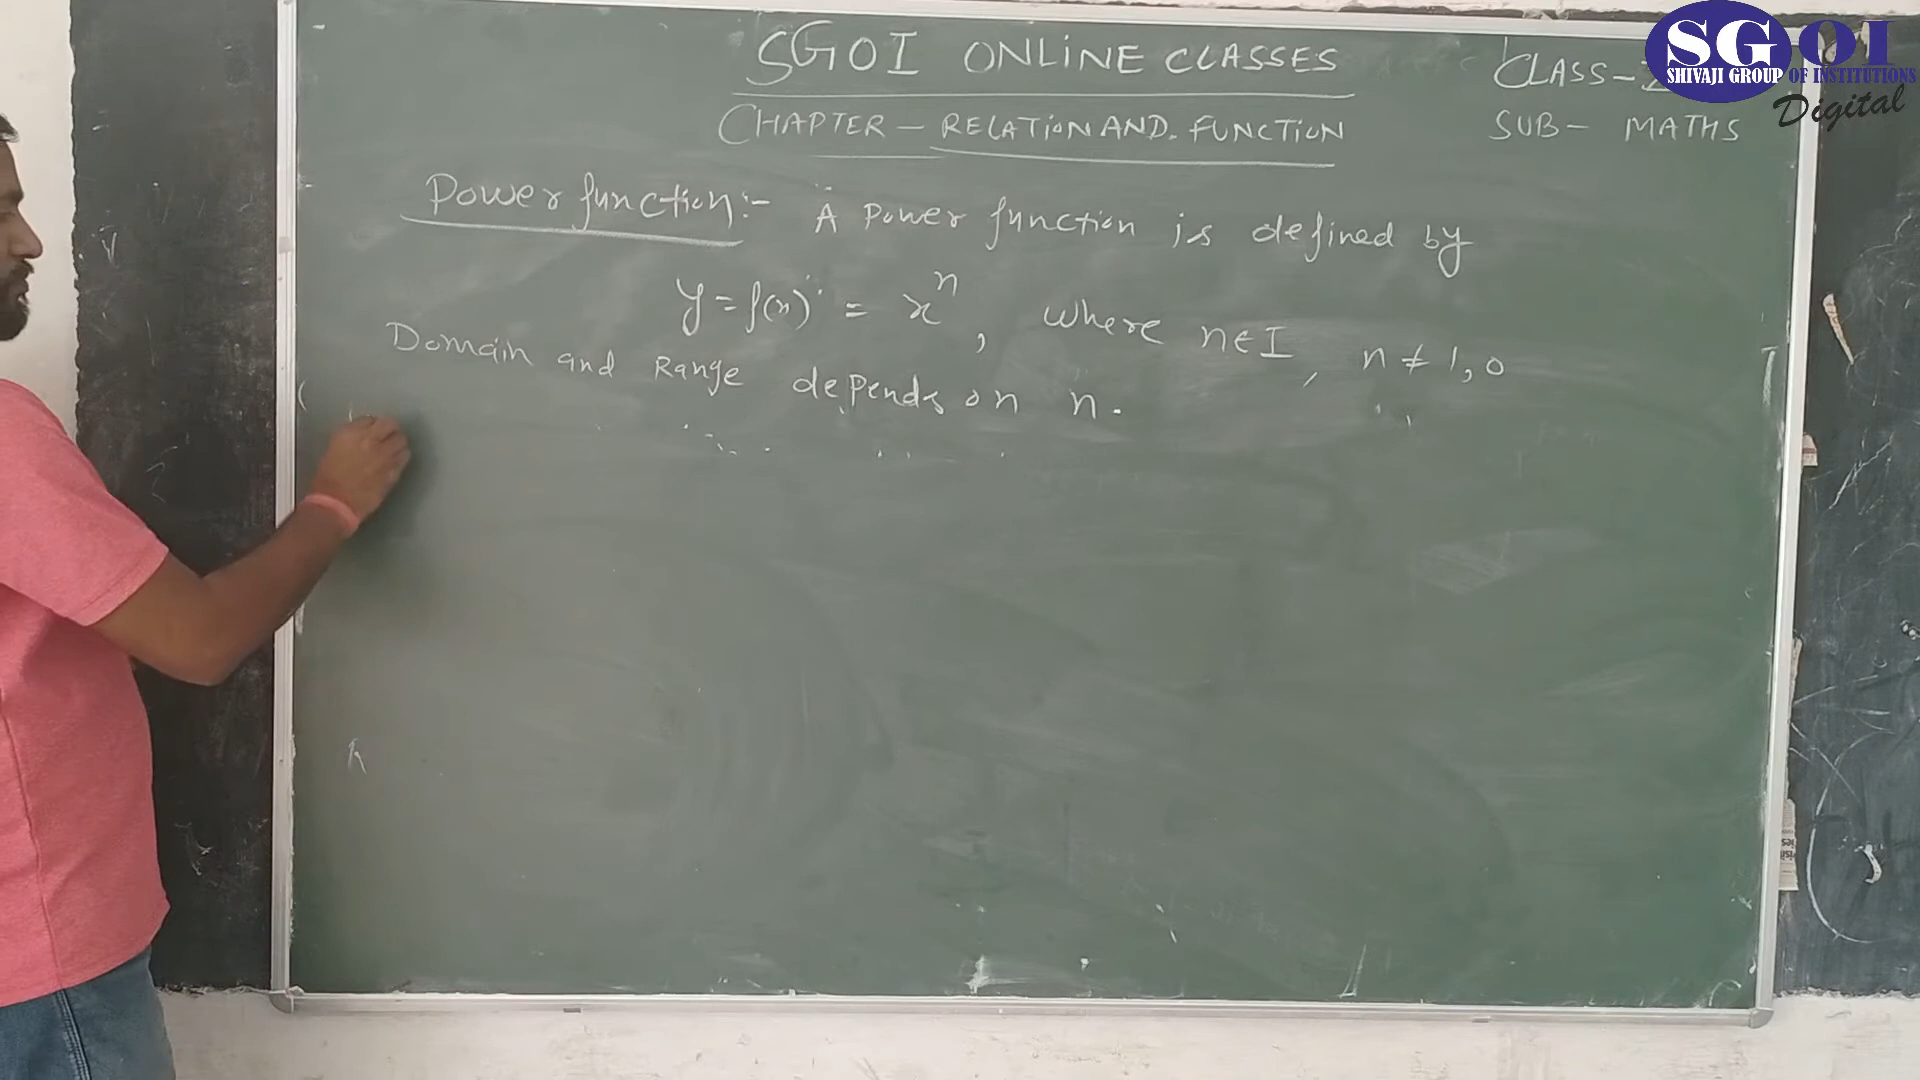 SGOI ONLINE CLASSES
CHAPTER - RELATION AND FUNCTION
CLASS -
SUB - MATHS
SGOI
SHIVAJI GROUP OF INSTITUTIONS
Digital
Power function:- A Power function is defined by
y = f(x) = x^n, where n ∈ I, n ≠ 1, 0
Domain and Range depends on n.